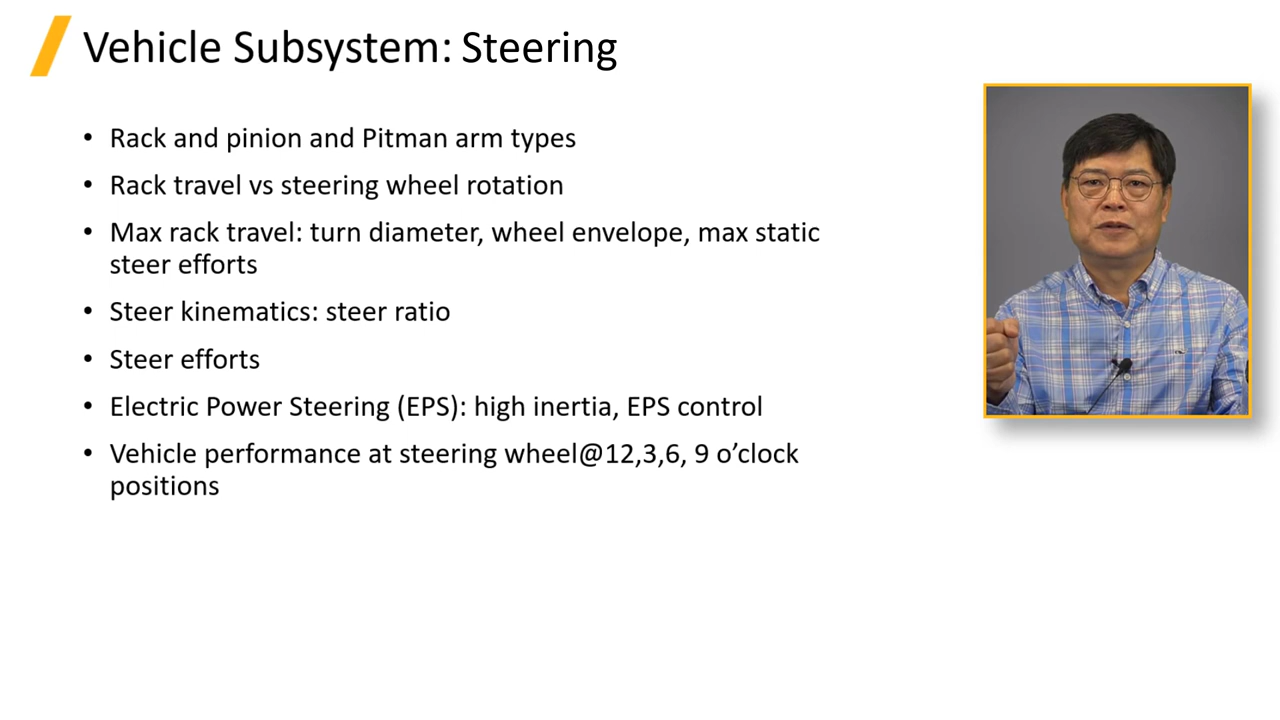 Vehicle Subsystem: Steering
• Rack and pinion and Pitman arm types
• Rack travel vs steering wheel rotation
• Max rack travel: turn diameter, wheel envelope, max static
steer efforts
• Steer kinematics: steer ratio
• Steer efforts
• Electric Power Steering (EPS): high inertia, EPS control
• Vehicle performance at steering wheel@12,3,6, 9 o’clock
positions